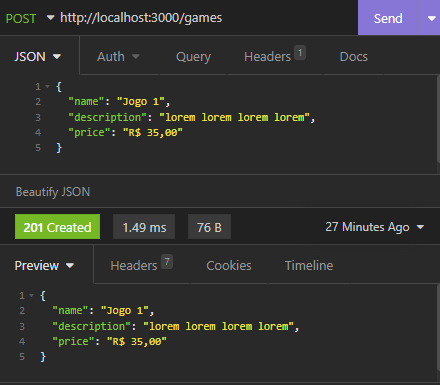 POST http://localhost:3000/games Send
JSON Auth Query Headers 1 Docs
1 {
2 "name": "Jogo 1",
3 "description": "lorem lorem lorem lorem",
4 "price": "R$ 35,00"
5 }
Beautify JSON
201 Created 1.49 ms 76 B 27 Minutes Ago
Preview Headers 7 Cookies Timeline
1 {
2 "name": "Jogo 1",
3 "description": "lorem lorem lorem lorem",
4 "price": "R$ 35,00"
5 }